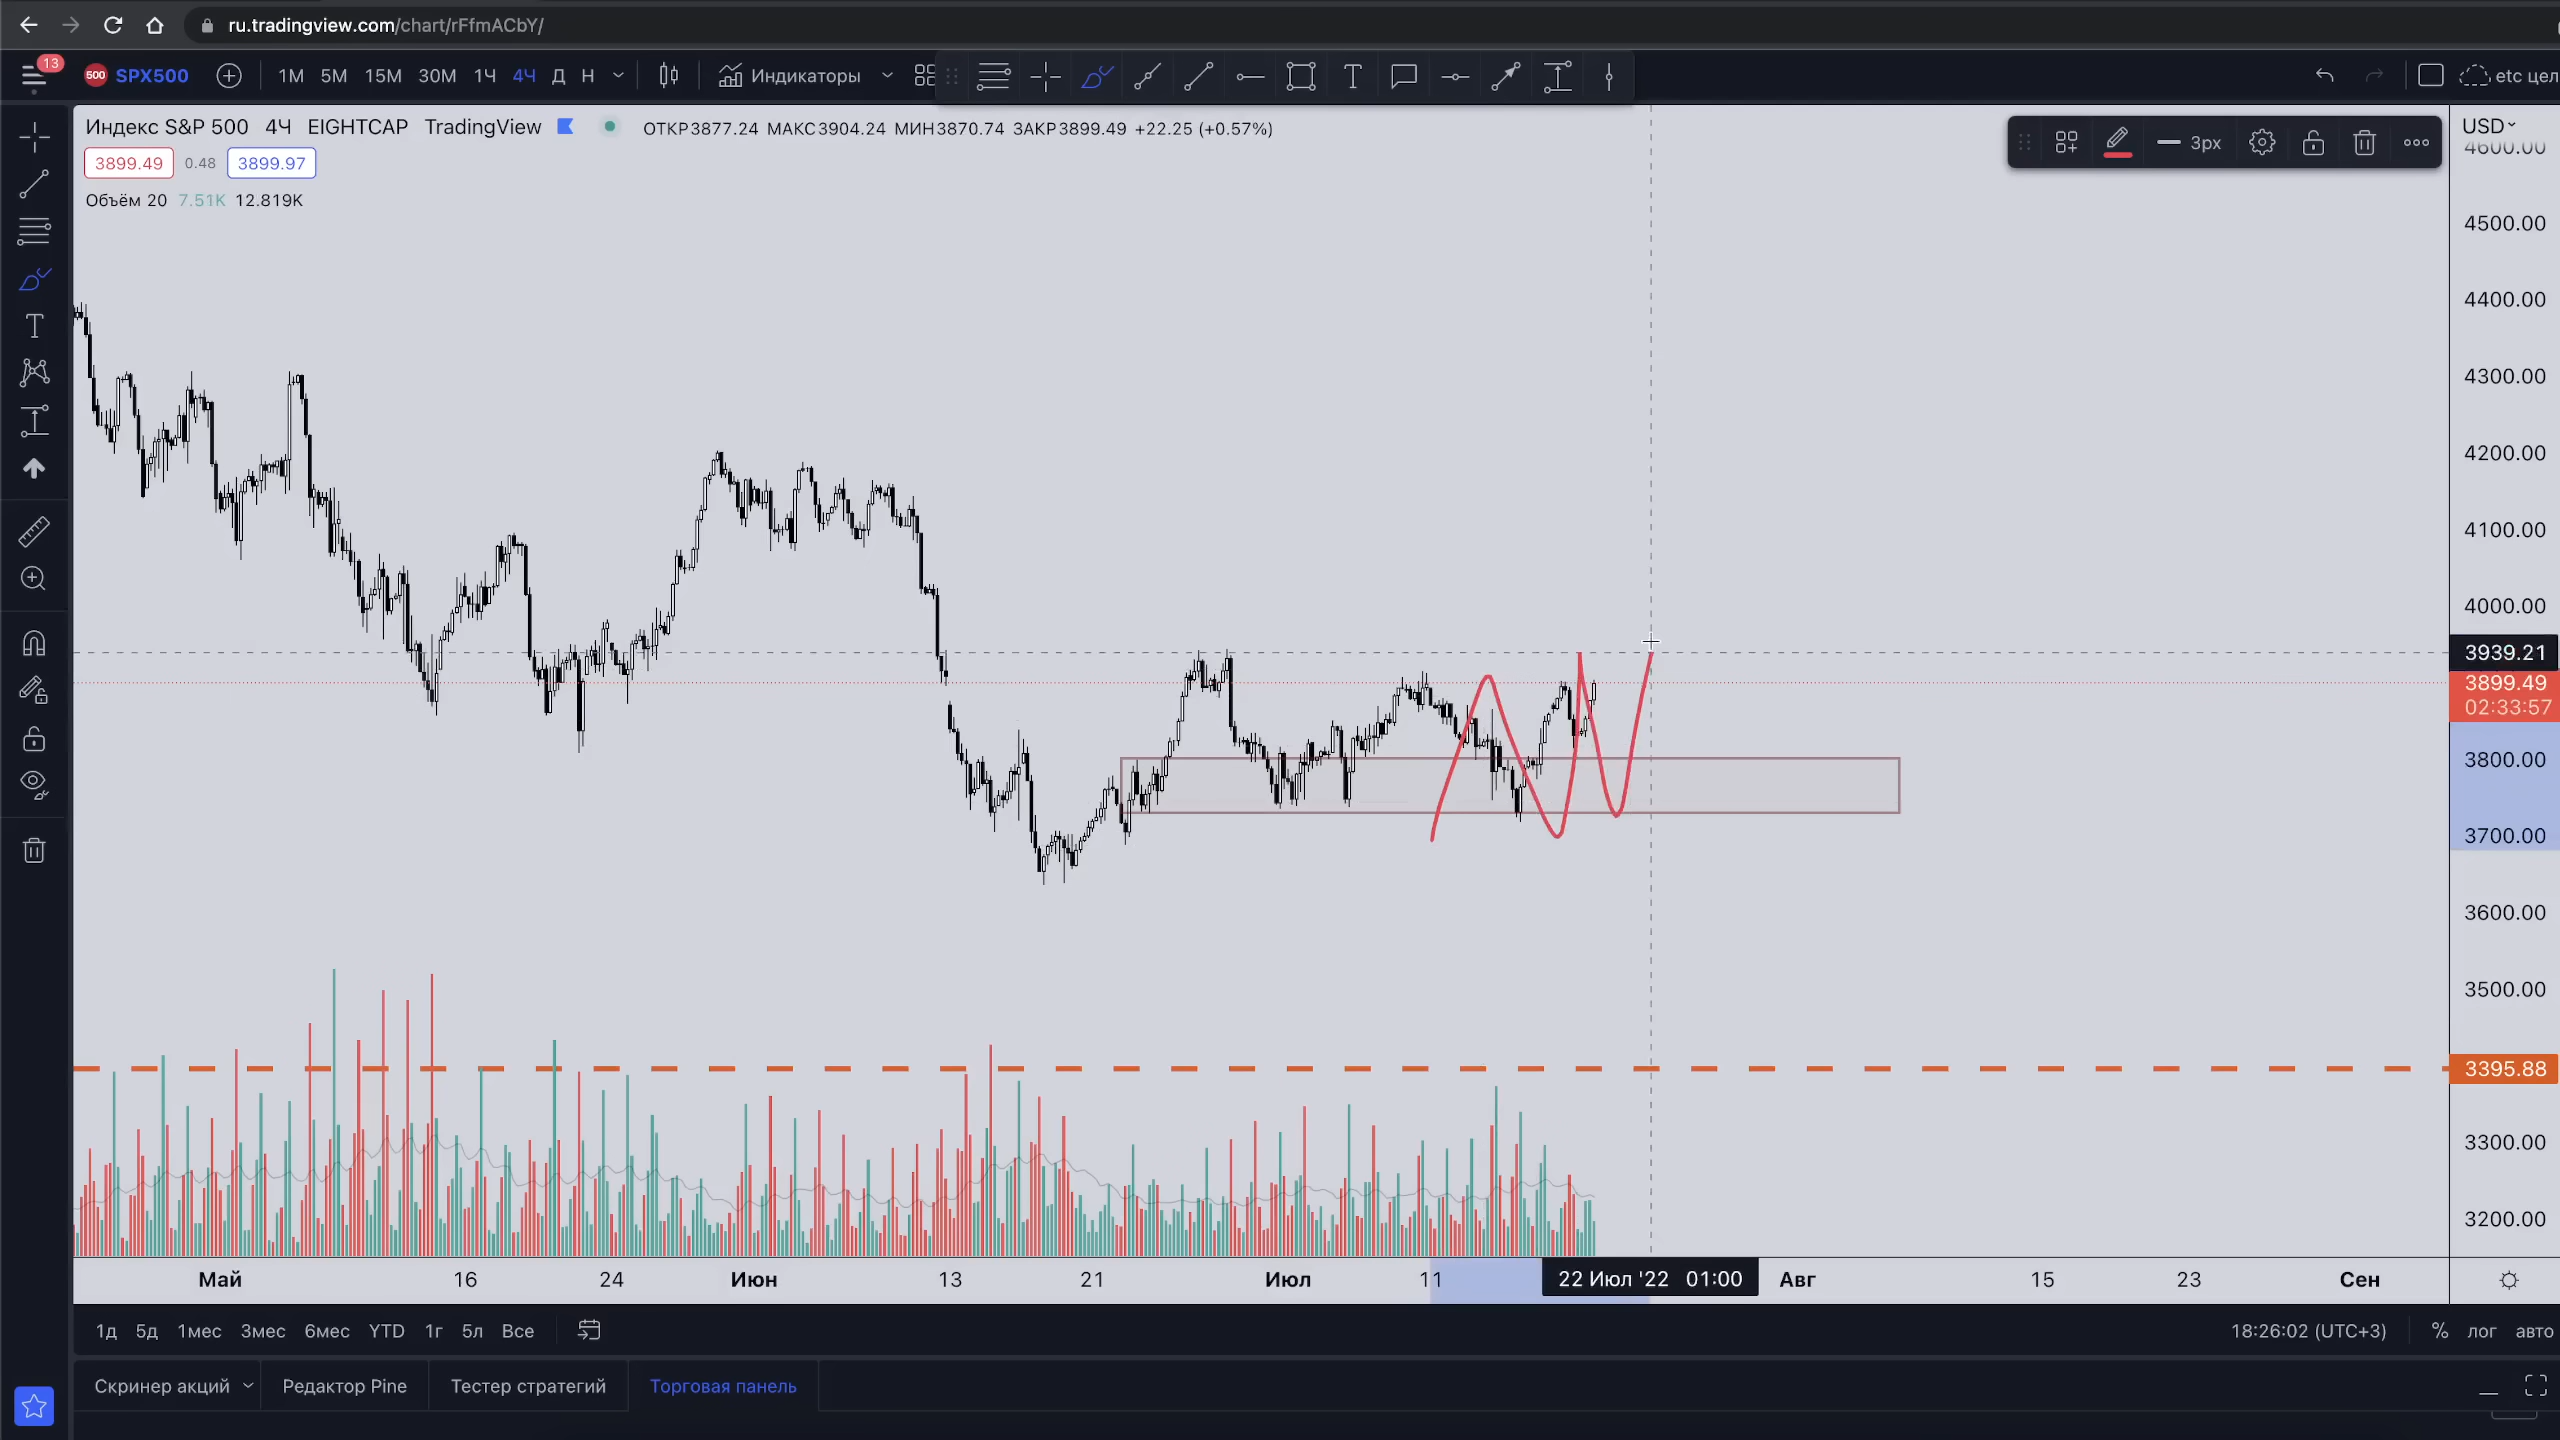 ru.tradingview.com/chart/rFfmACbY/
13
500 SPX500 1М 5М 15М 30М 1Ч 4Ч Д Н Индикаторы etc цел
Индекс S&P 500 4Ч EIGHTCAP TradingView ОТКР3877.24 МАКС3904.24 МИН3870.74 ЗАКР3899.49 +22.25 (+0.57%)
3899.49 0.48 3899.97
Объём 20 7.51K 12.819K
3px
USD
4600.00
4500.00
4400.00
4300.00
4200.00
4100.00
4000.00
3939.21
3899.49
02:33:57
3800.00
3700.00
3600.00
3500.00
3395.88
3300.00
3200.00
Май 16 24 Июн 13 21 Июл 11 22 Июл '22 01:00 Авг 15 23 Сен
1д 5д 1мес 3мес 6мес YTD 1г 5л Все 18:26:02 (UTC+3) % лог авто
Скринер акций Редактор Pine Тестер стратегий Торговая панель